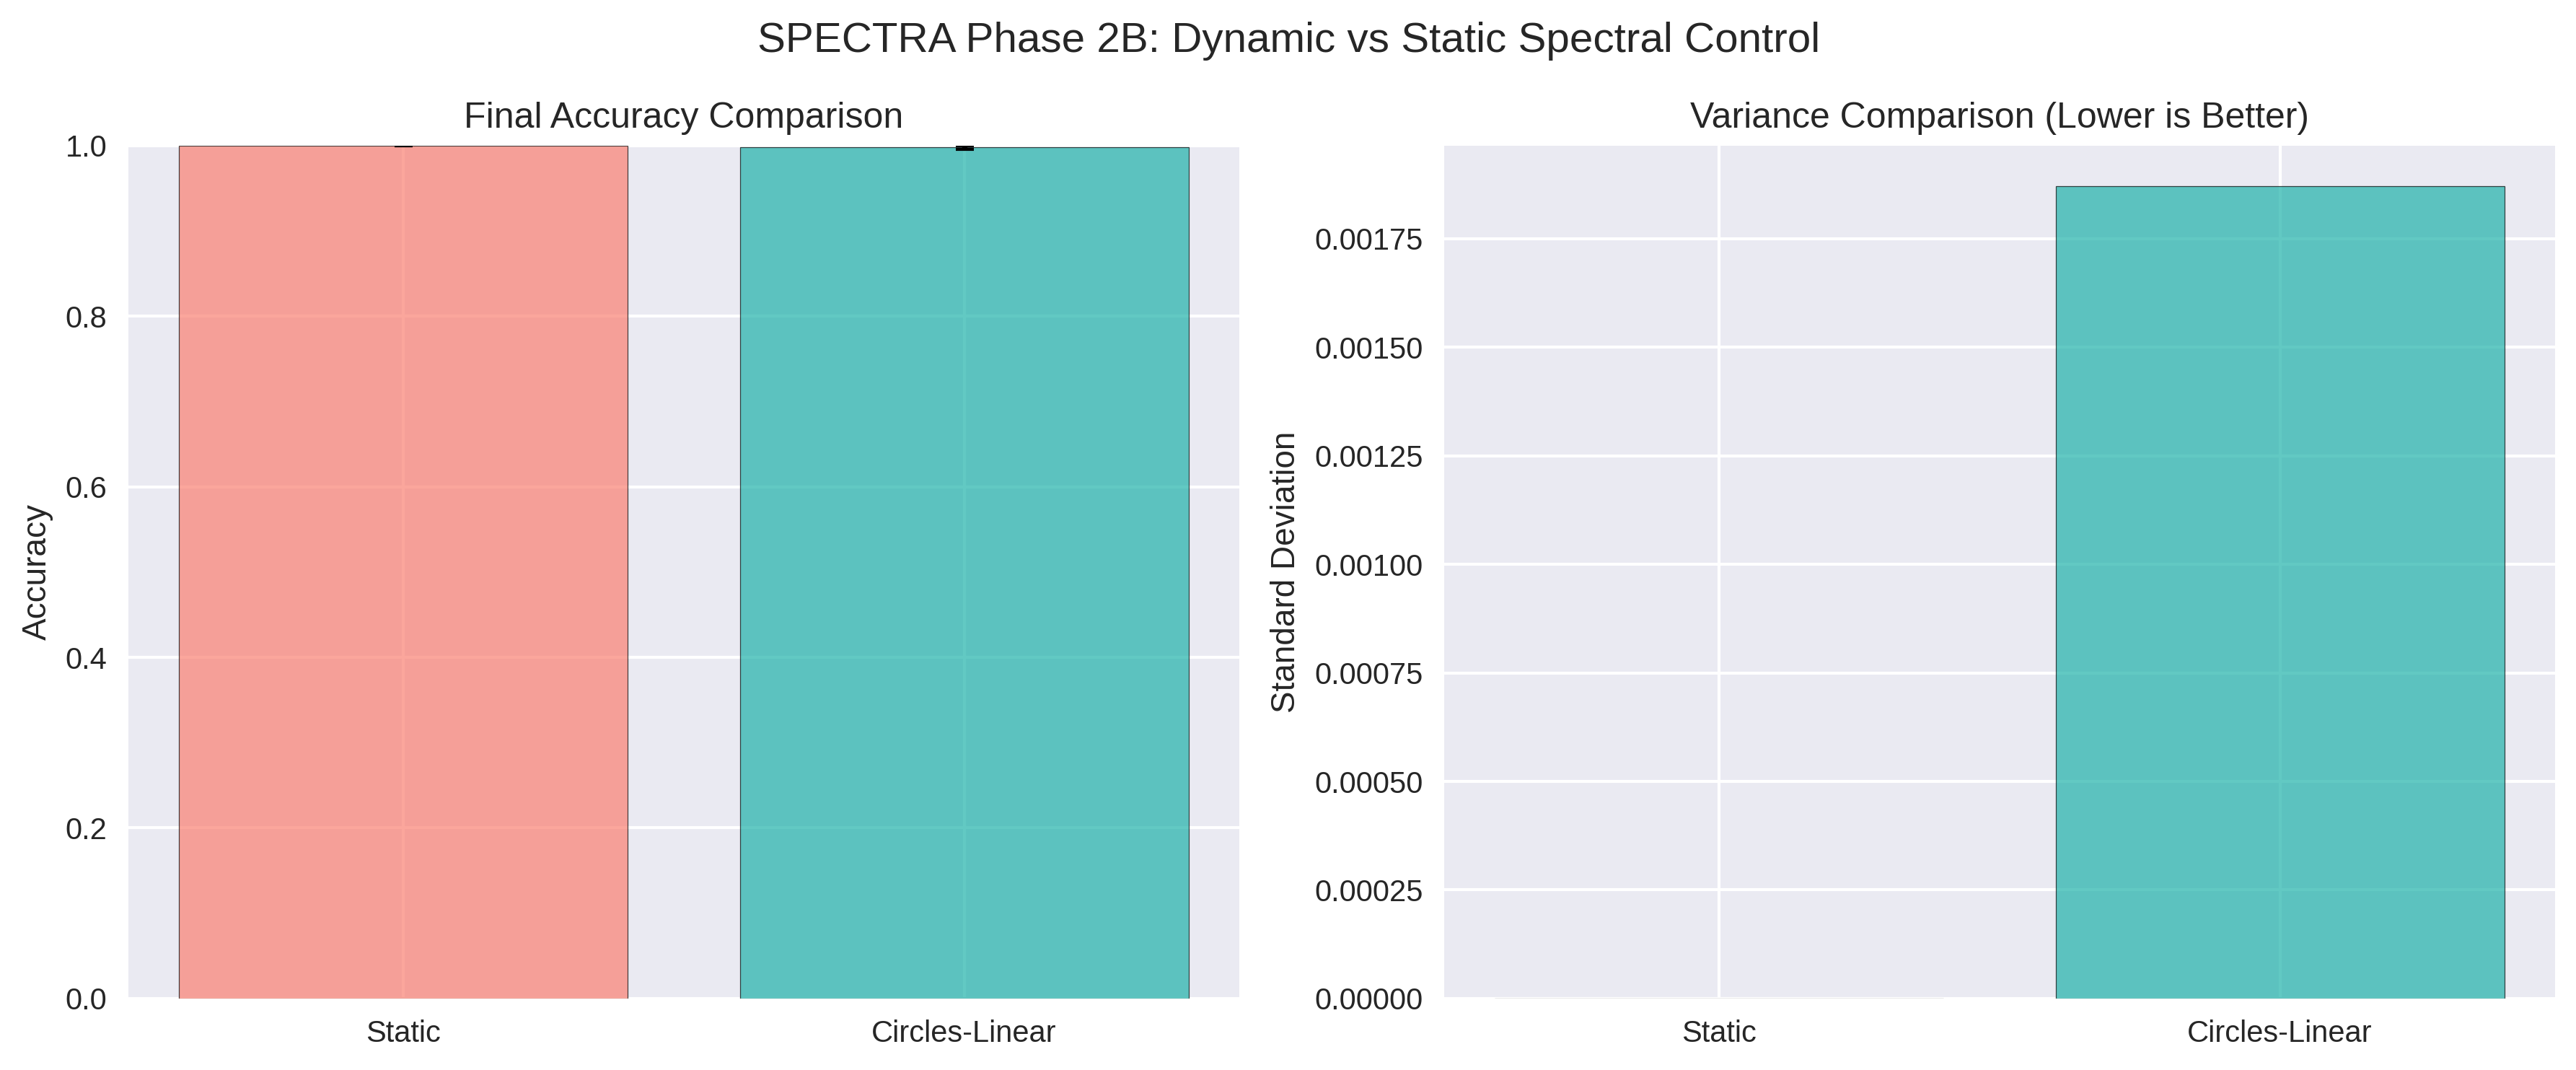 SPECTRA Phase 2B: Dynamic vs Static Spectral Control
Final Accuracy Comparison
1.0
0.8
0.6
0.4
0.2
0.0
Accuracy
Static
Circles-Linear
Variance Comparison (Lower is Better)
0.00175
0.00150
0.00125
0.00100
0.00075
0.00050
0.00025
0.00000
Standard Deviation
Static
Circles-Linear